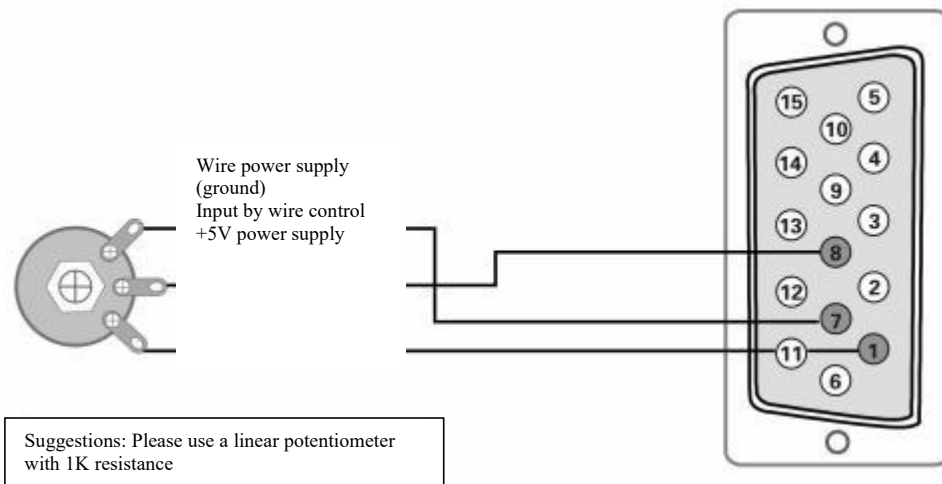 Wire power supply
(ground)
Input by wire control
+5V power supply
15
5
10
14
4
9
13
3
8
12
2
7
11
1
6
Suggestions: Please use a linear potentiometer
with 1K resistance